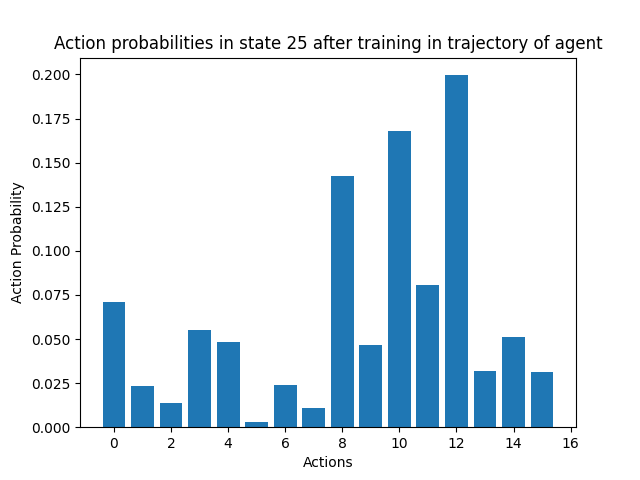 Action probabilities in state 25 after training in trajectory of agent
0.200
0.175
0.150
0.125
0.100
0.075
0.050
0.025
0.000
Action Probability
0 2 4 6 8 10 12 14 16
Actions